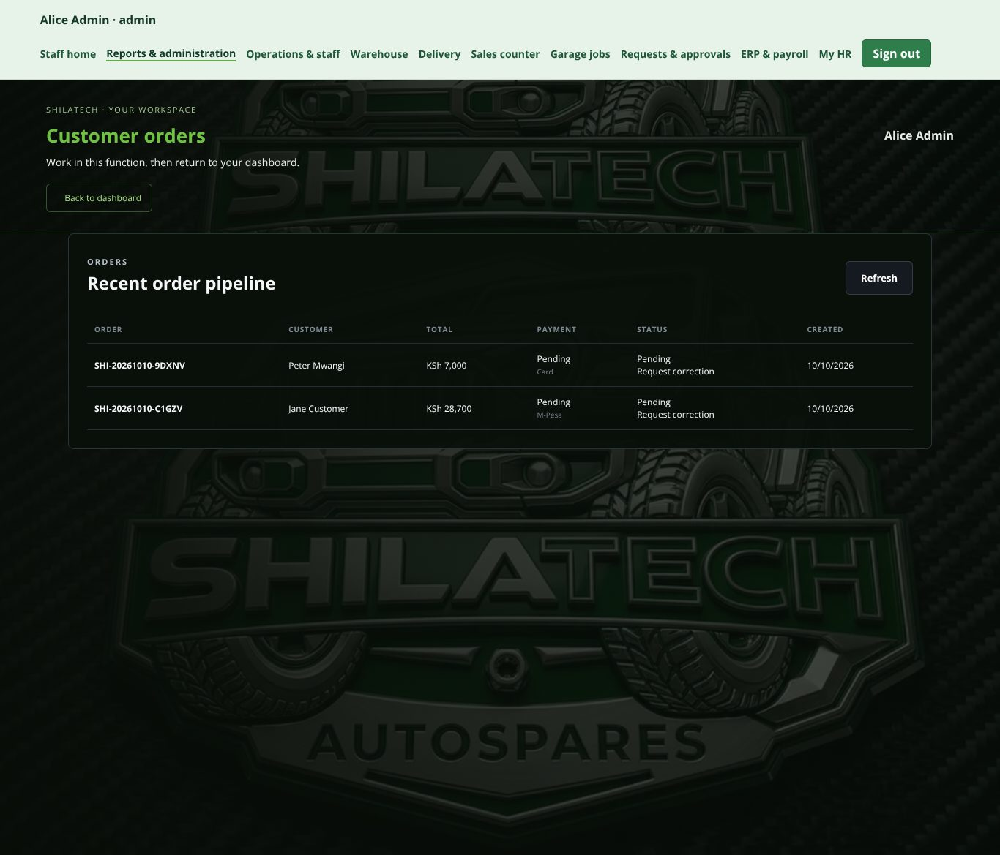 Alice Admin · admin
Staff home Reports & administration Operations & staff Warehouse Delivery Sales counter Garage jobs Requests & approvals ERP & payroll My HR Sign out
SHILATECH · YOUR WORKSPACE
Customer orders
Alice Admin
Work in this function, then return to your dashboard.
Back to dashboard
SHILATECH
ORDERS
Recent order pipeline
Refresh
ORDER CUSTOMER TOTAL PAYMENT STATUS CREATED
SHI-20261010-9DXNV Peter Mwangi KSh 7,000 Pending Card Pending Request correction 10/10/2026
SHI-20261010-C1GZV Jane Customer KSh 28,700 Pending M-Pesa Pending Request correction 10/10/2026
SHILATECH
AUTOSPARES